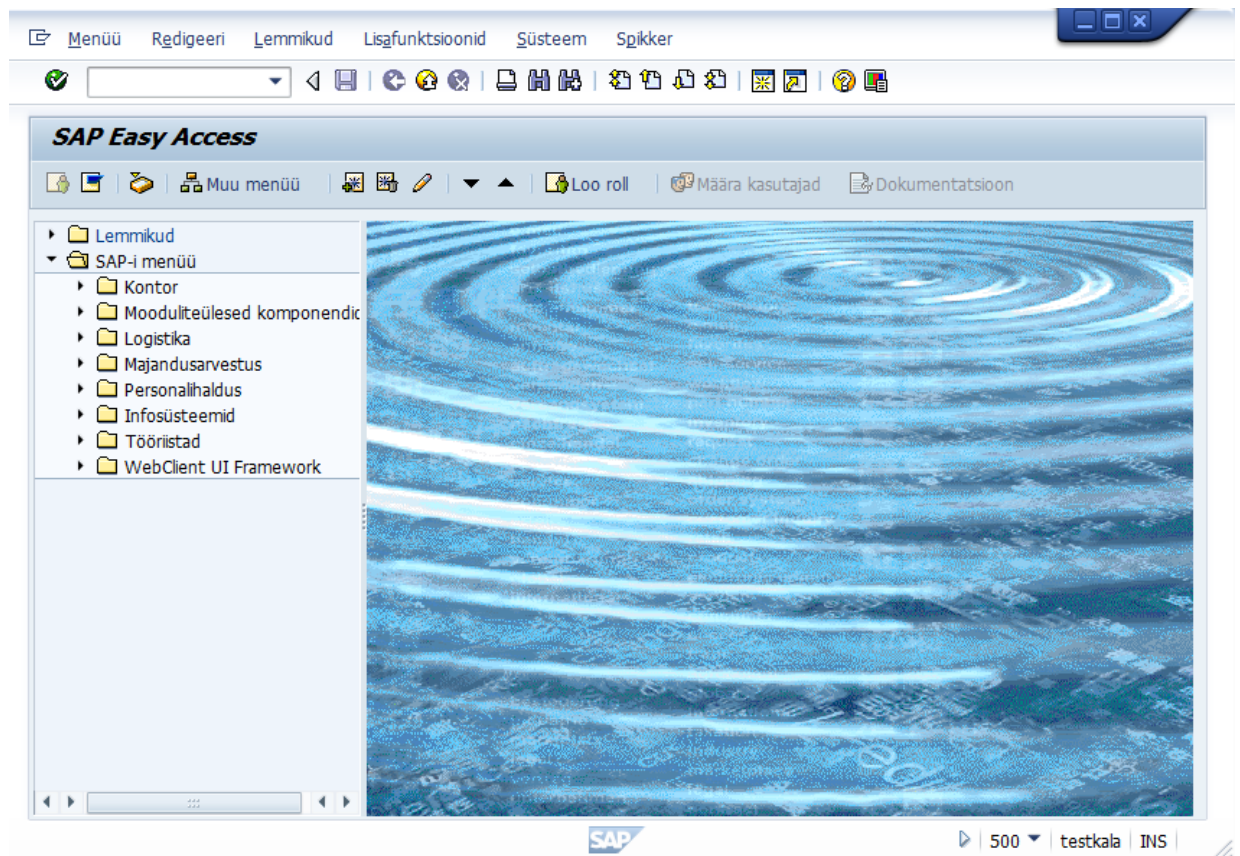 Menüü Redigeeri Lemmikud Lisafunktsioonid Süsteem Spikker
SAP Easy Access
Muu menüü Loo roll Määra kasutajad Dokumentatsioon
Lemmikud
SAP-i menüü
Kontor
Mooduliteülesed
Logistika
Majandusarvestus
Personalihaldus
Infosüsteemid
Tööriistad
WebClient UI Framework
SAP 500 testkala INS